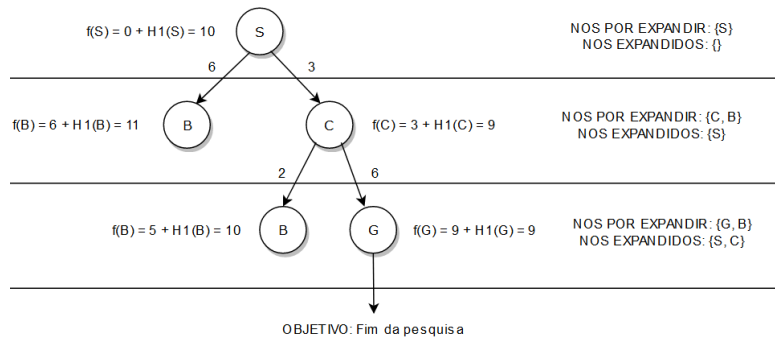 f(S) = 0 + H1(S) = 10
S
NOS POR EXPANDIR: {S}
NOS EXPANDIDOS: {}
6
3
f(B) = 6 + H1(B) = 11
B
C
f(C) = 3 + H1(C) = 9
NOS POR EXPANDIR: {C, B}
NOS EXPANDIDOS: {S}
2
6
f(B) = 5 + H1(B) = 10
B
G
f(G) = 9 + H1(G) = 9
NOS POR EXPANDIR: {G, B}
NOS EXPANDIDOS: {S, C}
OBJETIVO: Fim da pesquisa